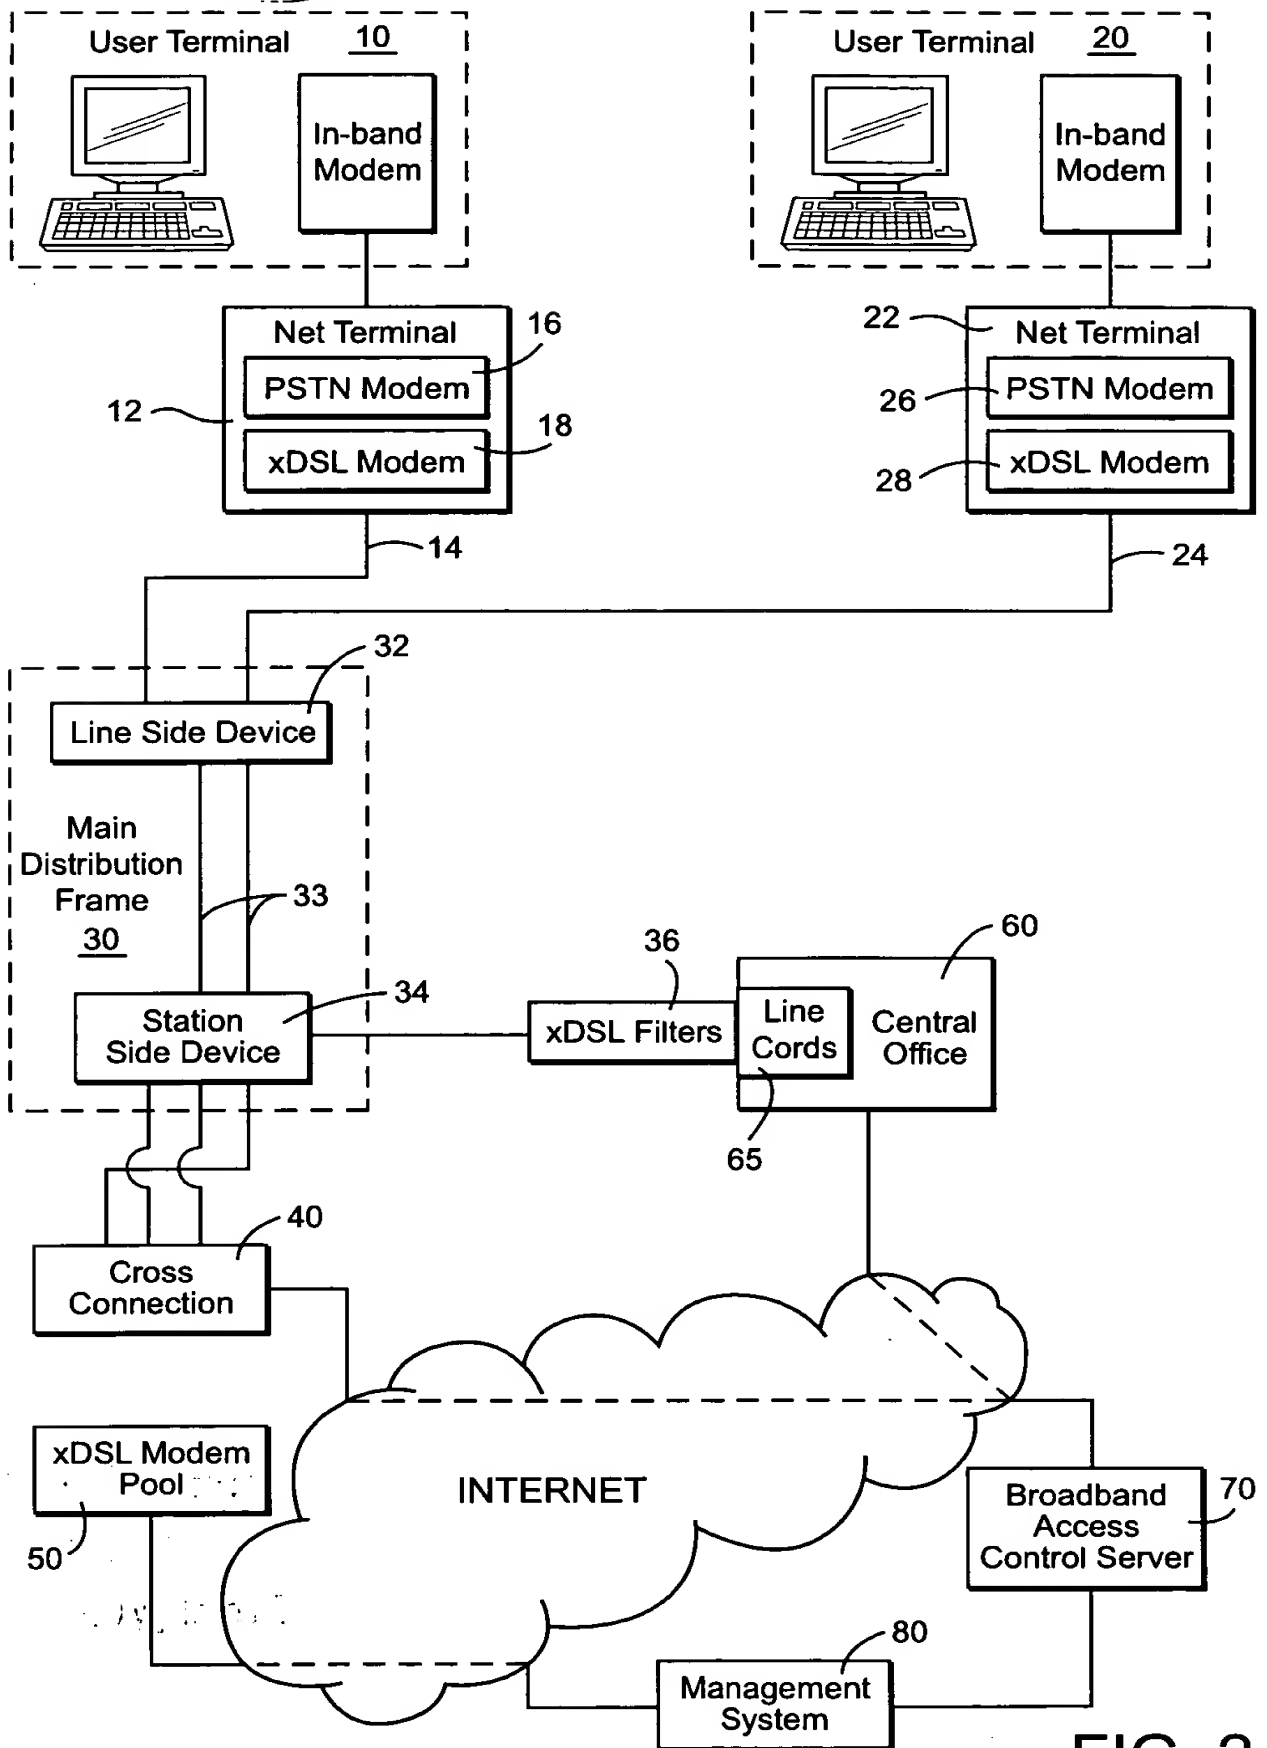 User Terminal 10
User Terminal 20
In-band
Modem
In-band
Modem
Net Terminal
16
PSTN Modem
12
18
xDSL Modem
22
Net Terminal
26
PSTN Modem
28
xDSL Modem
14
24
32
Line Side Device
Main
Distribution
Frame
30
33
34
Station
Side Device
36
xDSL Filters
60
Line
Cords
Central
Office
65
40
Cross
Connection
xDSL Modem
Pool
50
INTERNET
Broadband
Access
Control Server
70
80
Management
System